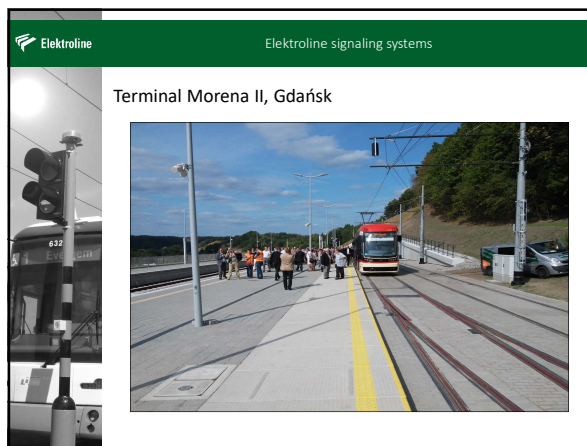 Elektroline
Elektroline signaling systems
Terminal Morena II, Gdańsk
632